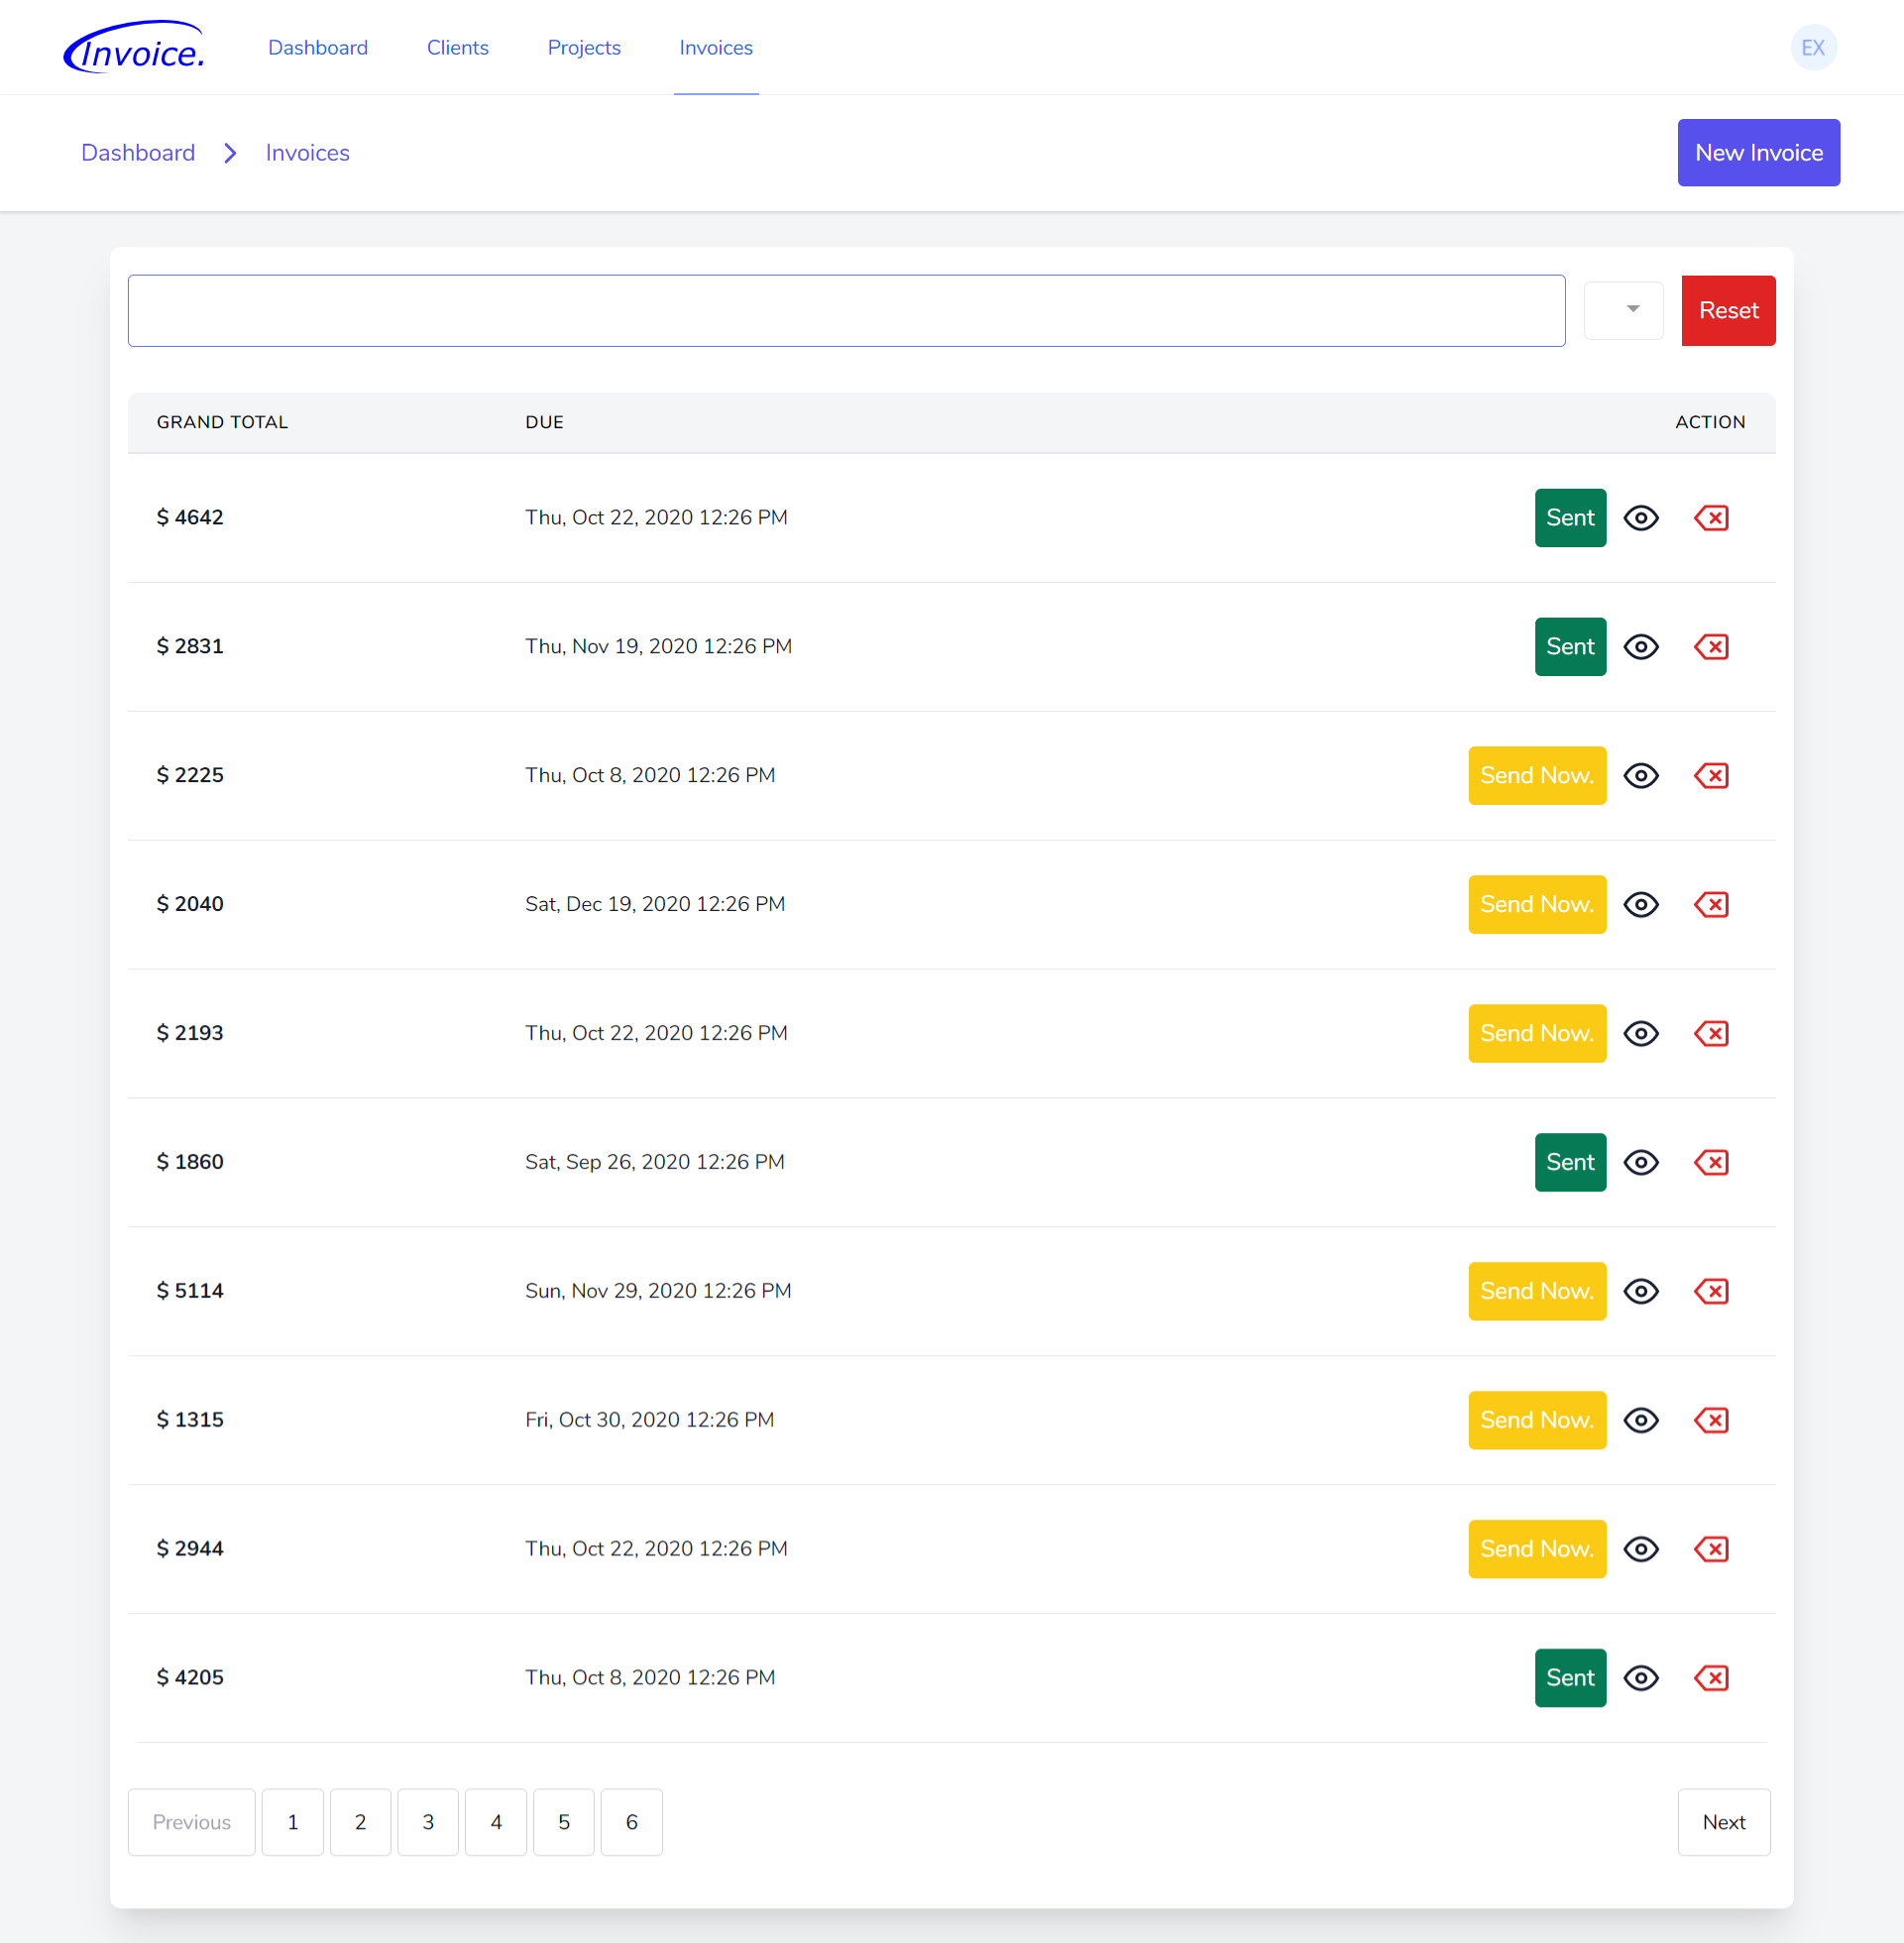 Invoice. Dashboard Clients Projects Invoices EX
Dashboard Invoices New Invoice
Reset
GRAND TOTAL DUE ACTION
$ 4642 Thu, Oct 22, 2020 12:26 PM Sent
$ 2831 Thu, Nov 19, 2020 12:26 PM Sent
$ 2225 Thu, Oct 8, 2020 12:26 PM Send Now.
$ 2040 Sat, Dec 19, 2020 12:26 PM Send Now.
$ 2193 Thu, Oct 22, 2020 12:26 PM Send Now.
$ 1860 Sat, Sep 26, 2020 12:26 PM Sent
$ 5114 Sun, Nov 29, 2020 12:26 PM Send Now.
$ 1315 Fri, Oct 30, 2020 12:26 PM Send Now.
$ 2944 Thu, Oct 22, 2020 12:26 PM Send Now.
$ 4205 Thu, Oct 8, 2020 12:26 PM Sent
Previous 1 2 3 4 5 6 Next